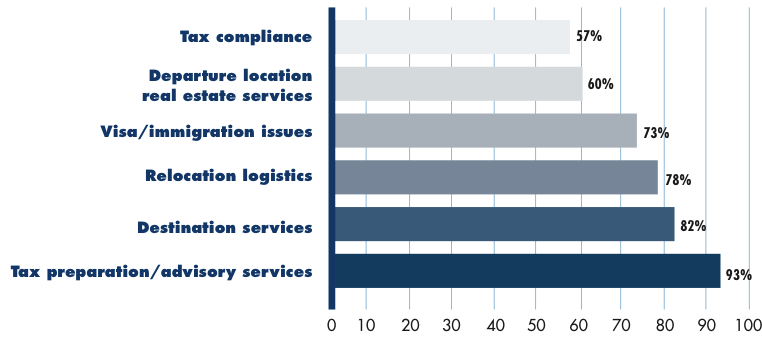 Tax compliance
57%
Departure location
real estate services
60%
Visa/immigration issues
73%
Relocation logistics
78%
Destination services
82%
Tax preparation/advisory services
93%
0 10 20 30 40 50 60 70 80 90 100